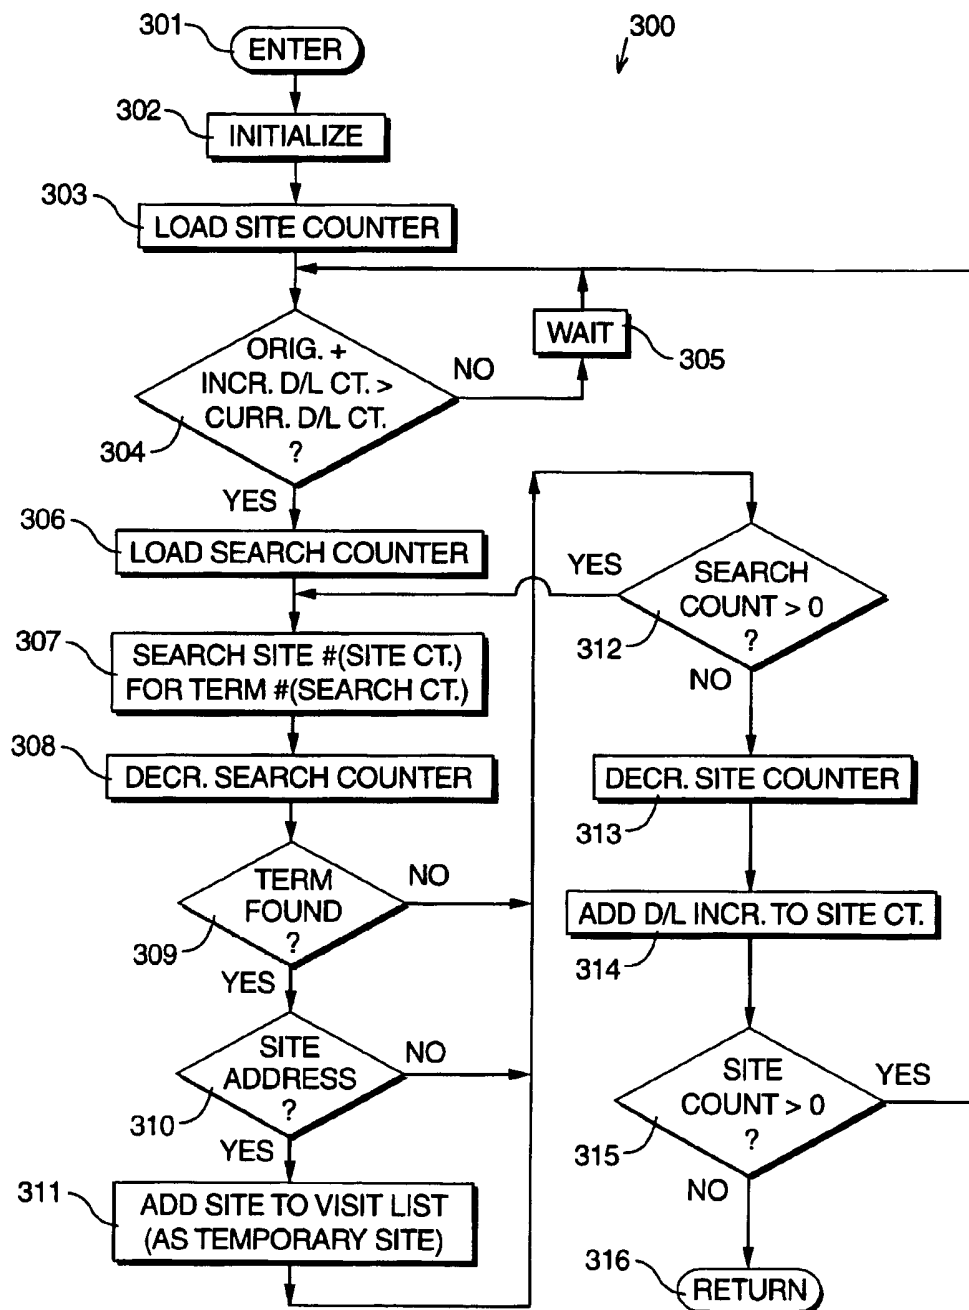 301
ENTER
300
302
INITIALIZE
303
LOAD SITE COUNTER
ORIG. +
INCR. D/L CT. >
CURR. D/L CT.
?
304
NO
WAIT
305
YES
306
LOAD SEARCH COUNTER
307
SEARCH SITE #(SITE CT.)
FOR TERM #(SEARCH CT.)
308
DECR. SEARCH COUNTER
TERM
FOUND
?
309
NO
YES
SITE
ADDRESS
?
310
NO
YES
311
ADD SITE TO VISIT LIST
(AS TEMPORARY SITE)
SEARCH
COUNT > 0
?
312
YES
NO
DECR. SITE COUNTER
313
ADD D/L INCR. TO SITE CT.
314
SITE
COUNT > 0
?
315
YES
NO
316
RETURN